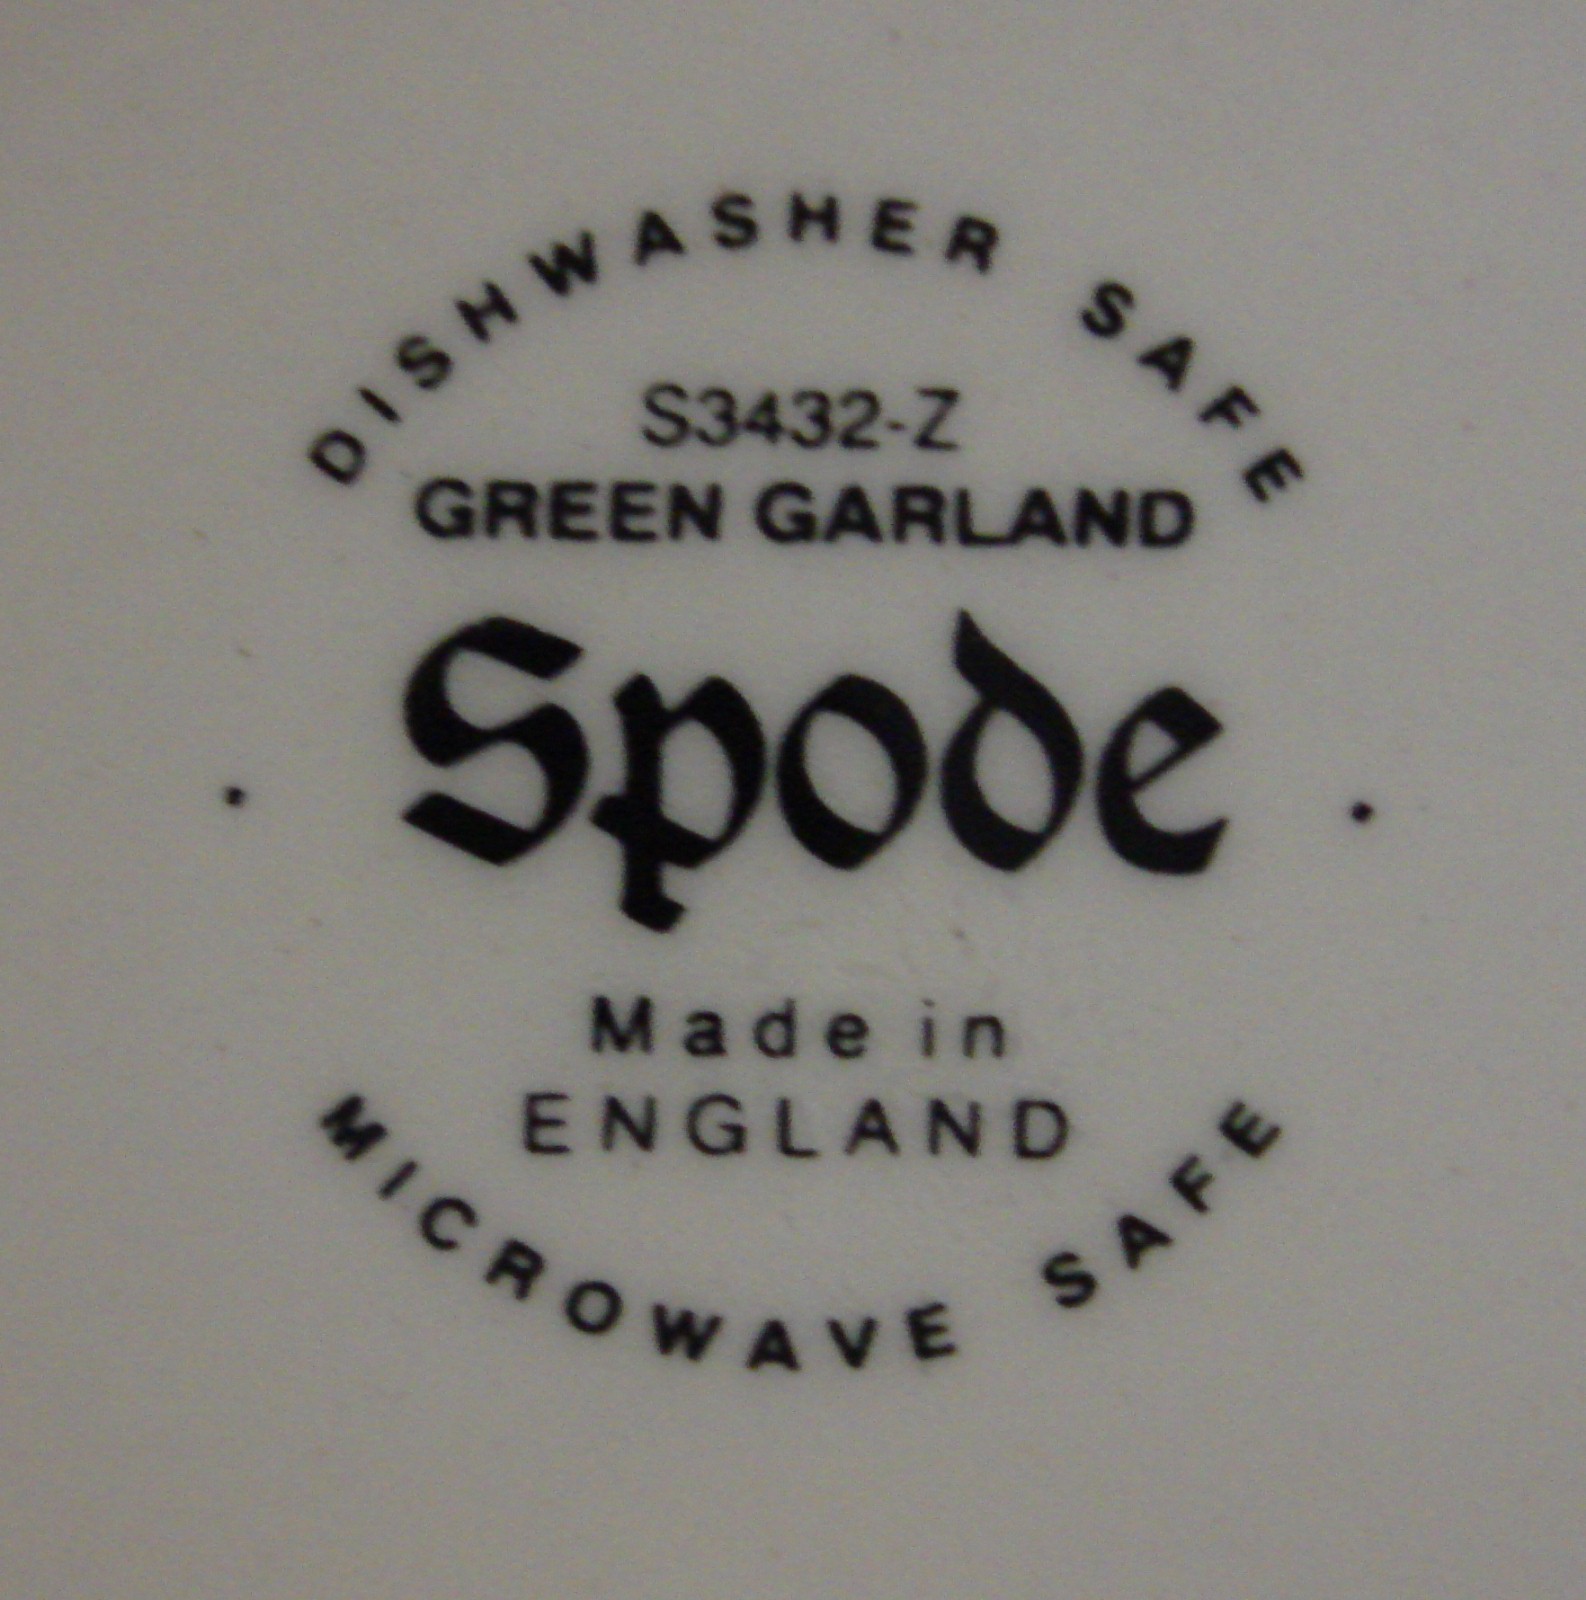 DISHWASHER SAFE
S3432-Z
GREEN GARLAND
Spode
Made in
ENGLAND
MICROWAVE SAFE